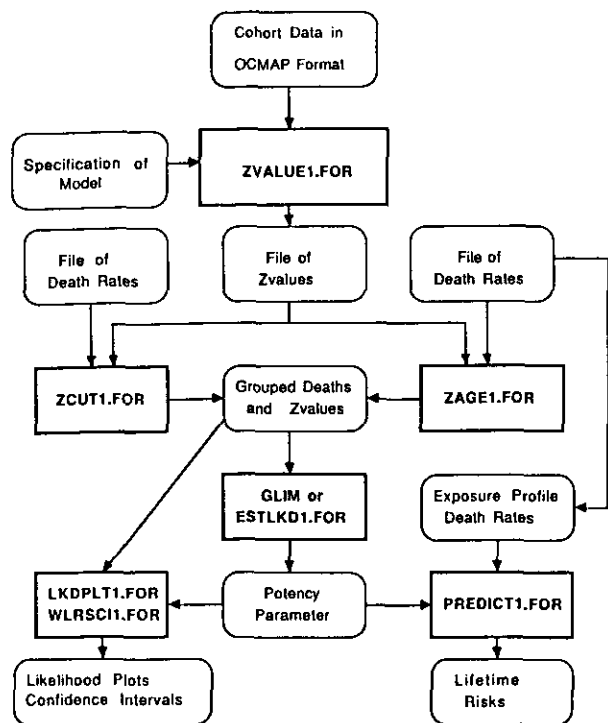 Cohort Data in
OCMAP Format
Specification of
Model
ZVALUE1.FOR
File of
Death Rates
File of
Zvalues
File of
Death Rates
ZCUT1.FOR
Grouped Deaths
and Zvalues
ZAGE1.FOR
GLIM or
ESTLKD1.FOR
Exposure Profile
Death Rates
LKDPLT1.FOR
WLRSCI1.FOR
Potency
Parameter
PREDICT1.FOR
Likelihood Plots
Confidence Intervals
Lifetime
Risks